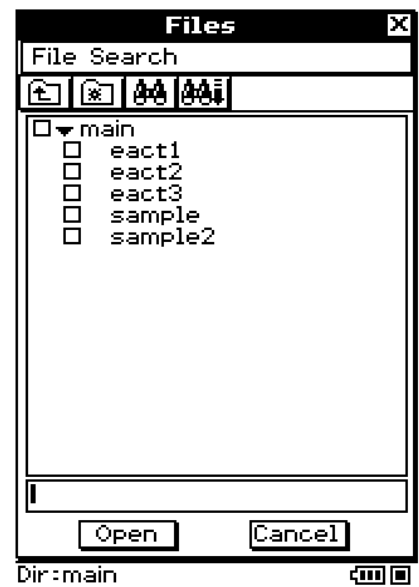 Files
File Search
main
eact1
eact2
eact3
sample
sample2
Open Cancel
Dir:main